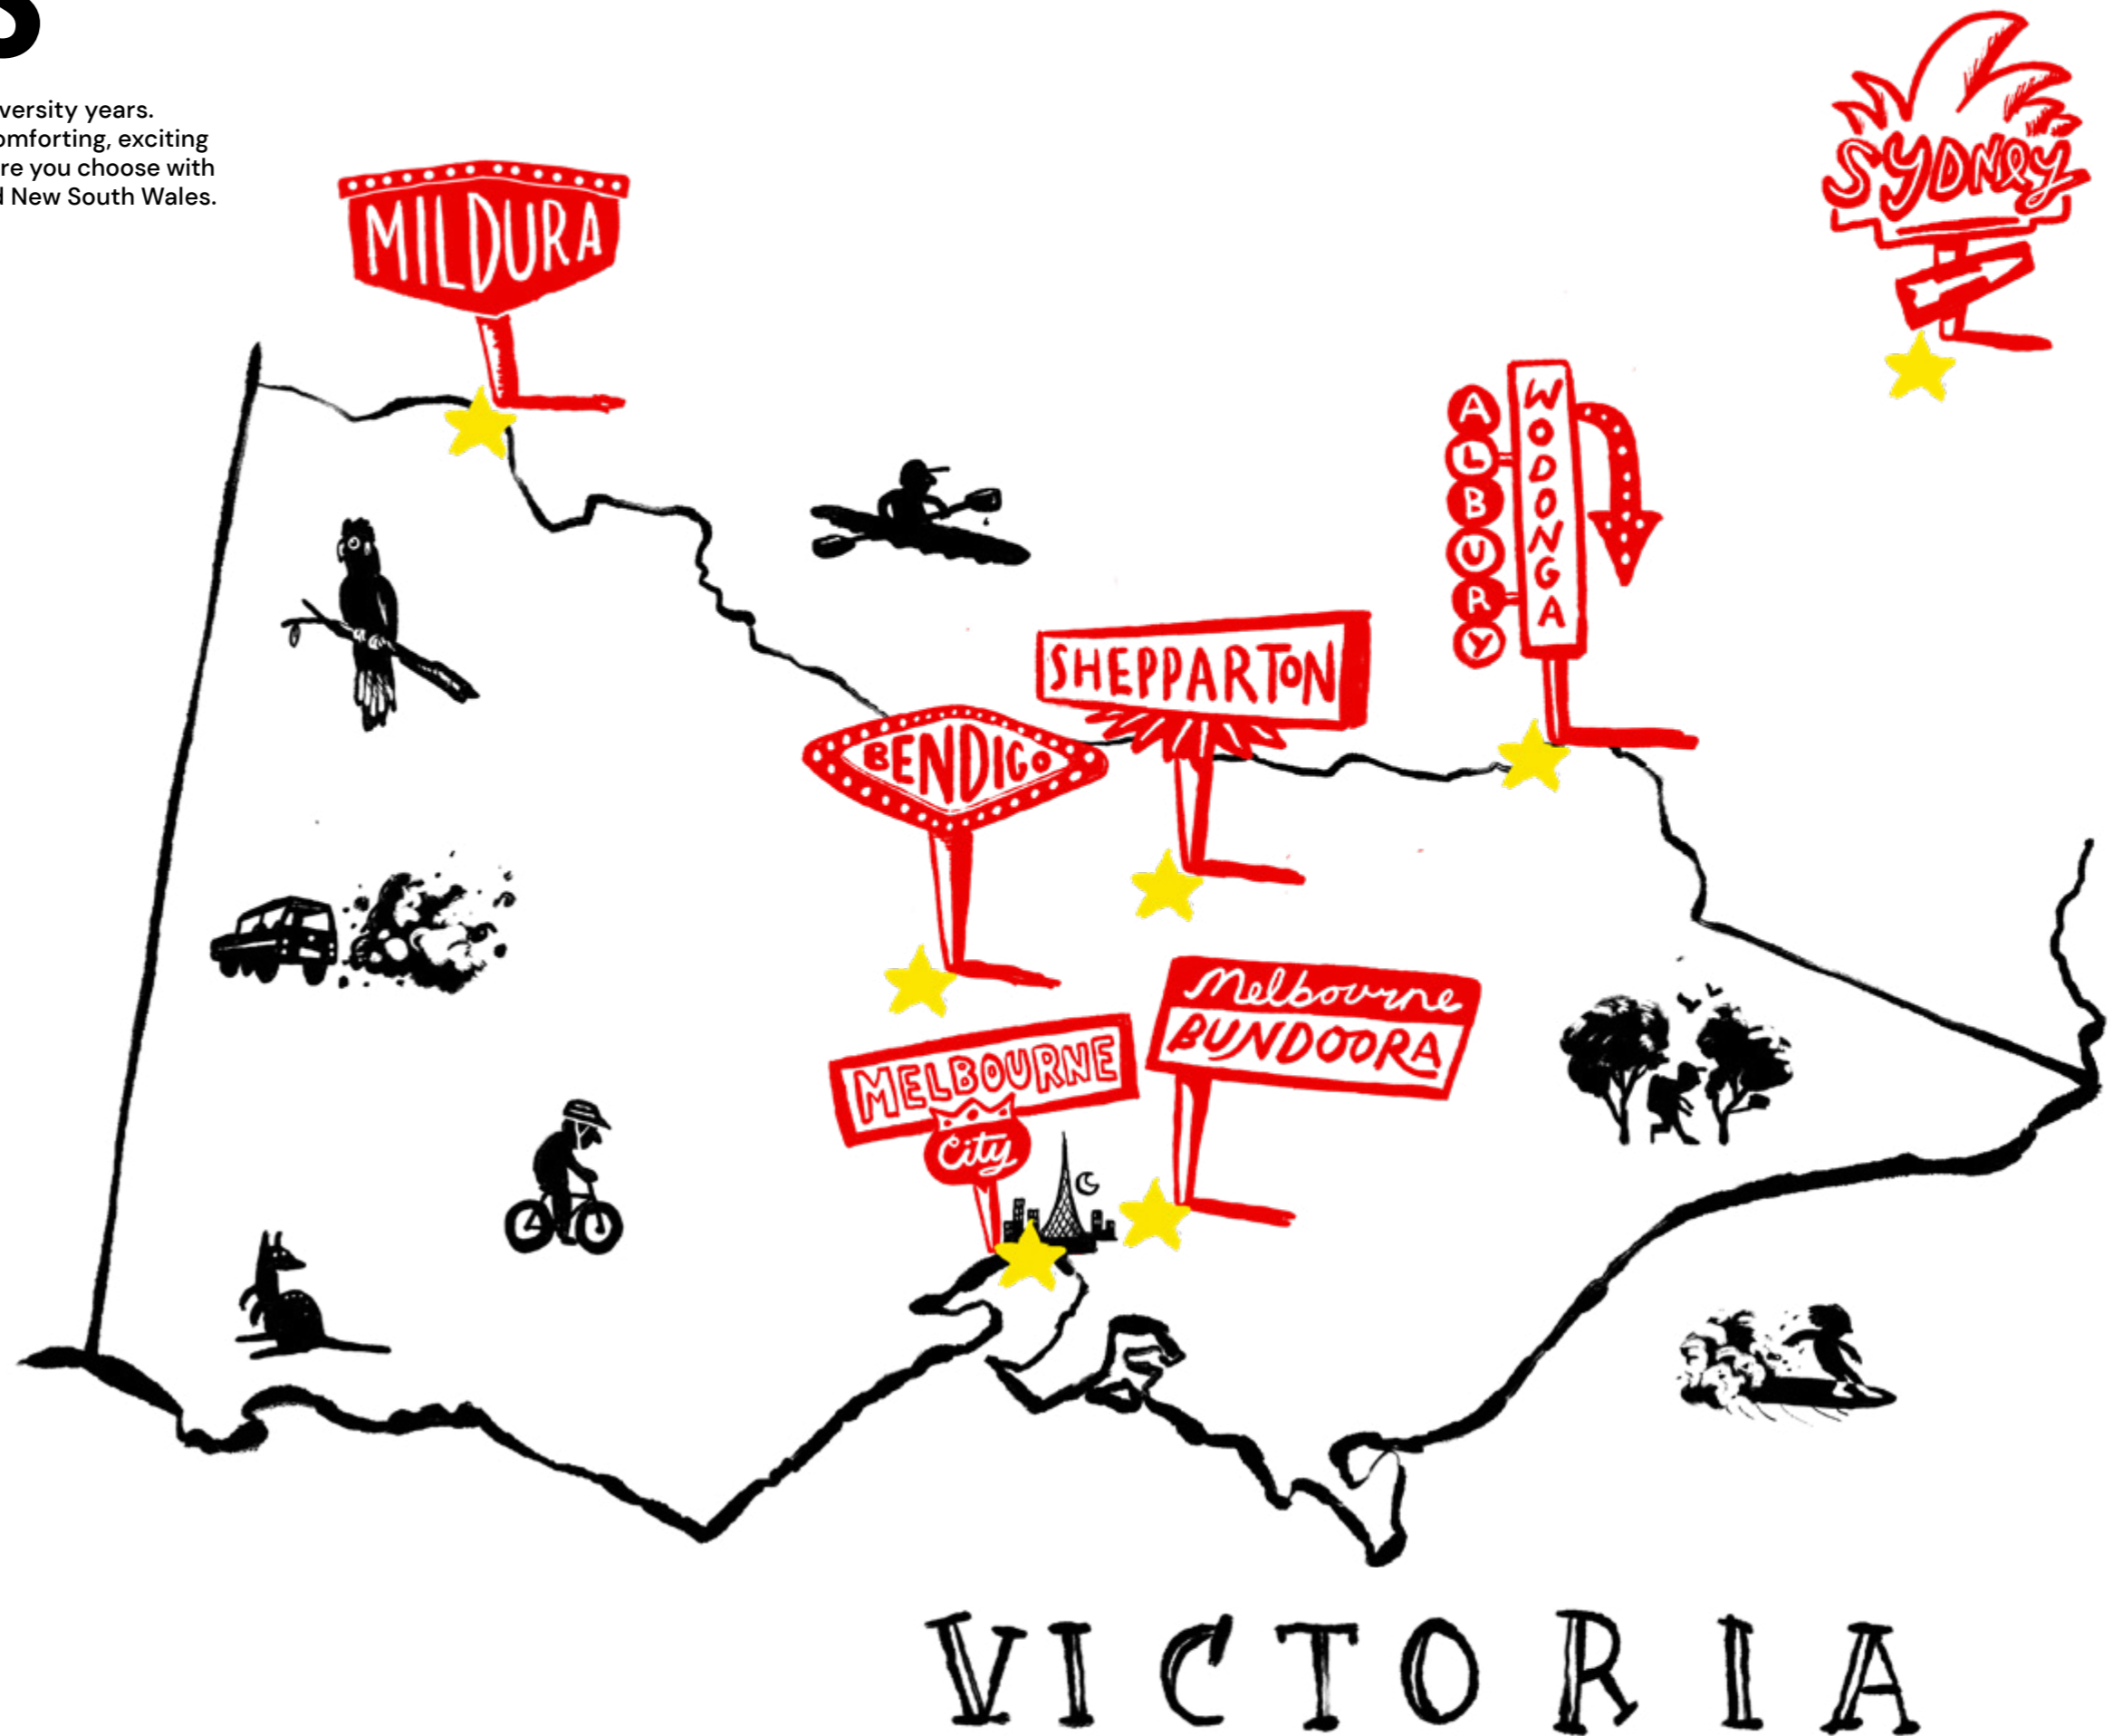 versity years.
omforting, exciting
re you choose with
d New South Wales.
SYDNEY
MILDURA
ALBURY
WODONGA
SHEPPARTON
BENDIGO
Melbourne
BUNDOORA
MELBOURNE
City
VICTORIA